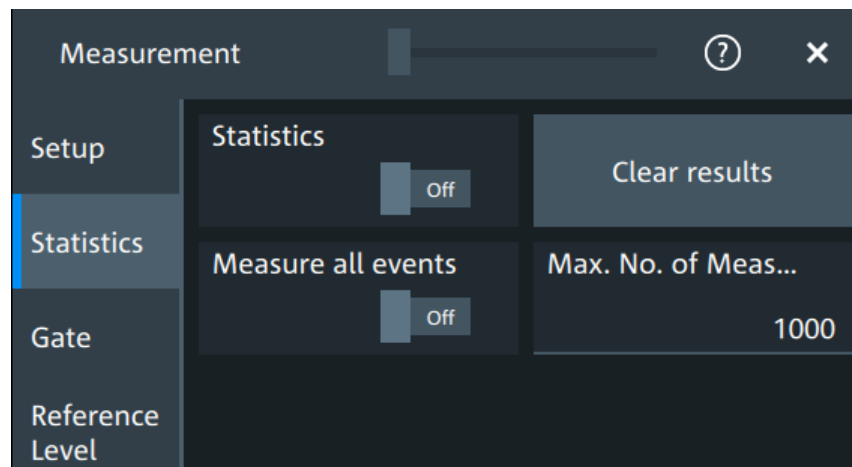 Measurement
?
Setup
Statistics
Off
Clear results
Statistics
Measure all events
Off
Max. No. of Meas...
1000
Gate
Reference
Level